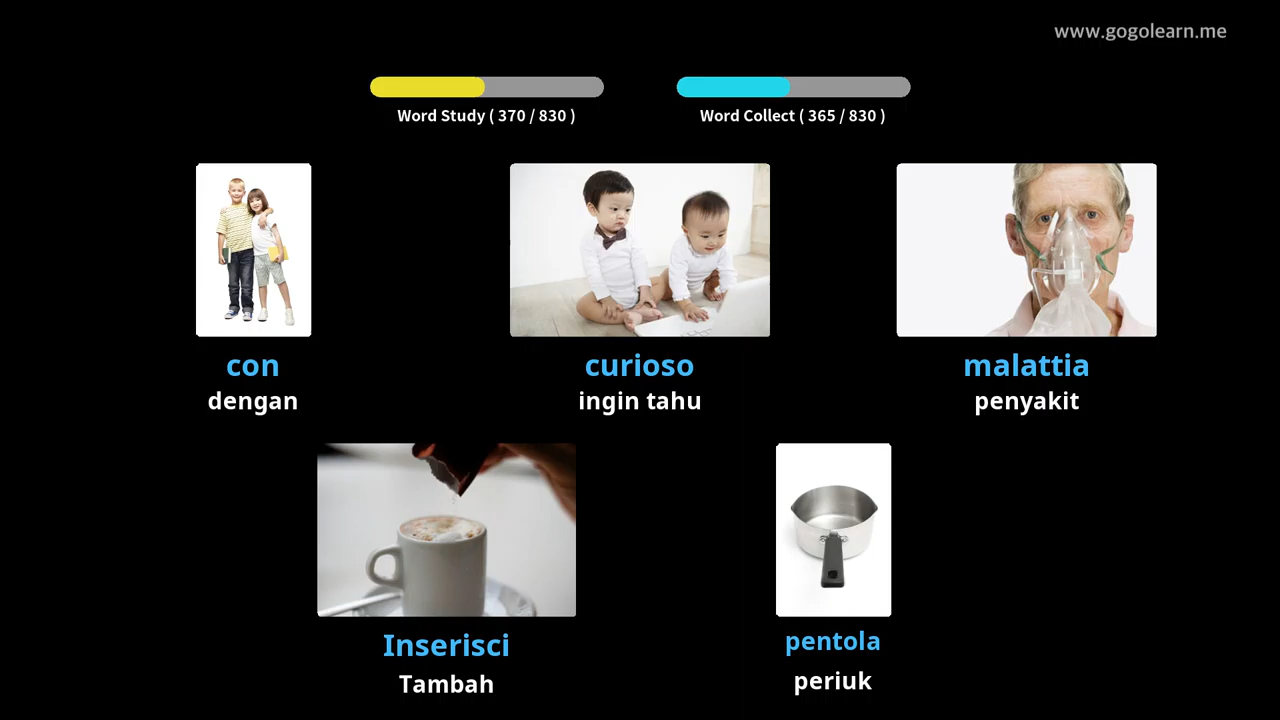 www.gogolearn.me
Word Study ( 370 / 830 )
Word Collect ( 365 / 830 )
con
dengan
curioso
ingin tahu
malattia
penyakit
Inserisci
Tambah
pentola
periuk